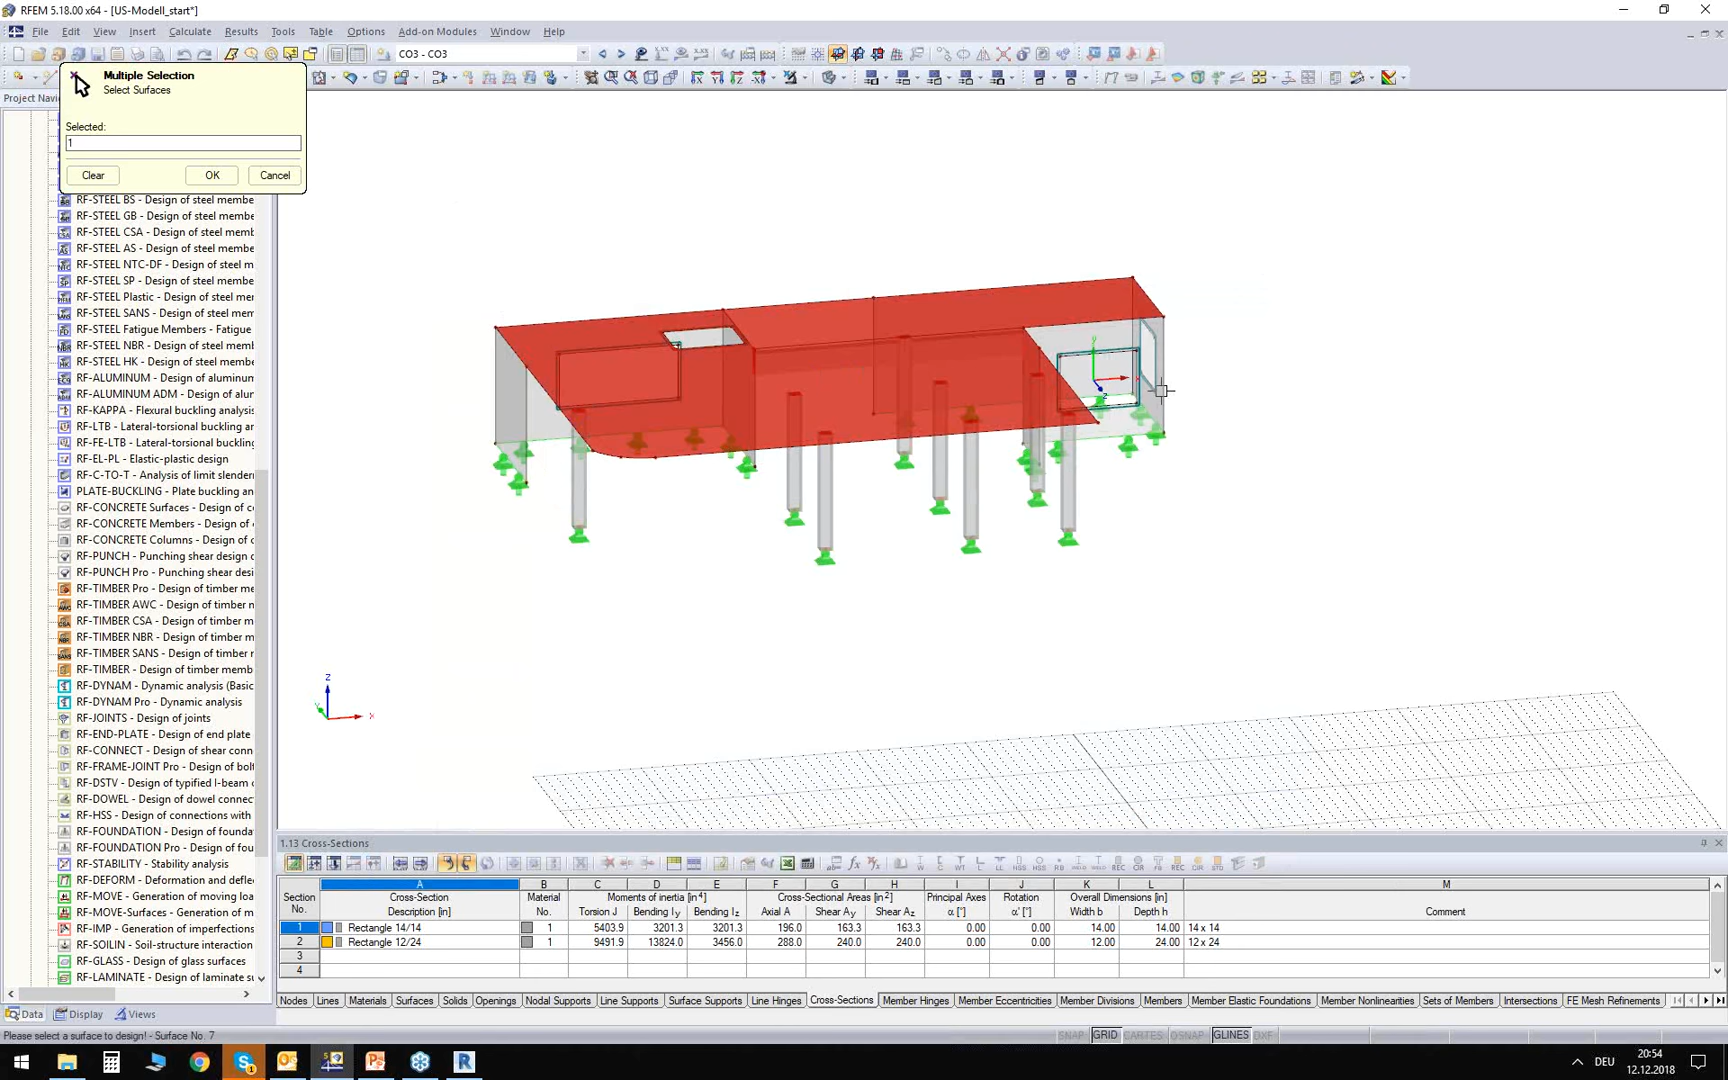 RFEM 5.18.00 x64 - [US-Modell_start*]
File Edit View Insert Calculate Results Tools Table Options Add-on Modules Window Help
CO3 - CO3
Multiple Selection
Select Surfaces
Selected:
1
Clear OK Cancel
RF-STEEL BS - Design of steel membe
RF-STEEL GB - Design of steel membe
RF-STEEL CSA - Design of steel memb
RF-STEEL AS - Design of steel membe
RF-STEEL NTC-DF - Design of steel m
RF-STEEL SP - Design of steel membe
RF-STEEL Plastic - Design of steel mer
RF-STEEL SANS - Design of steel memb
RF-STEEL Fatigue Members - Fatigue
RF-STEEL NBR - Design of steel memb
RF-STEEL HK - Design of steel membe
RF-ALUMINUM - Design of aluminum
RF-ALUMINUM ADM - Design of alur
RF-KAPPA - Flexural buckling analysis
RF-LTB - Lateral-torsional buckling
RF-FE-LTB - Lateral-torsional buckling
RF-EL-PL - Elastic-plastic design
RF-C-TO-T - Analysis of limit slender
PLATE-BUCKLING - Plate buckling an
RF-CONCRETE Surfaces - Design of co
RF-CONCRETE Members - Design of
RF-CONCRETE Columns - Design of c
RF-PUNCH - Punching shear design c
RF-PUNCH Pro - Punching shear desi
RF-TIMBER Pro - Design of timber me
RF-TIMBER AWC - Design of timber r
RF-TIMBER CSA - Design of timber m
RF-TIMBER NBR - Design of timber m
RF-TIMBER SANS - Design of timber r
RF-TIMBER - Design of timber memb
RF-DYNAM - Dynamic analysis (Basic
RF-DYNAM Pro - Dynamic analysis
RF-JOINTS - Design of joints
RF-END-PLATE - Design of end plate
RF-CONNECT - Design of shear conn
RF-FRAME-JOINT Pro - Design of bolt
RF-DSTV - Design of typified I-beam c
RF-DOWEL - Design of dowel connec
RF-HSS - Design of connections with
RF-FOUNDATION - Design of founda
RF-FOUNDATION Pro - Design of fou
RF-STABILITY - Stability analysis
RF-DEFORM - Deformation and defle
RF-MOVE - Generation of moving loa
RF-MOVE-Surfaces - Generation of m
RF-IMP - Generation of imperfections
RF-SOILIN - Soil-structure interaction
RF-GLASS - Design of glass surfaces
RF-LAMINATE - Design of laminate su
Data Display Views
1.13 Cross-Sections
A B C D E F G H I J K L M
Section Cross-Section Material Moments of inertia [in⁴] Cross-Sectional Areas [in²] Principal Axes Rotation Overall Dimensions [in]
No. Description [in] No. Torsion J Bending Iy Bending Iz Axial A Shear Ay Shear Az α [°] α' [°] Width b Depth h Comment
1 Rectangle 14/14 1 5403.9 3201.3 3201.3 196.0 163.3 163.3 0.00 0.00 14.00 14.00 14 x 14
2 Rectangle 12/24 1 9491.9 13824.0 3456.0 288.0 240.0 240.0 0.00 0.00 12.00 24.00 12 x 24
3
4
Nodes Lines Materials Surfaces Solids Openings Nodal Supports Line Supports Surface Supports Line Hinges Cross-Sections Member Hinges Member Eccentricities Member Divisions Members Member Elastic Foundations Member Nonlinearities Sets of Members Intersections FE Mesh Refinements
Please select a surface to design! - Surface No. 7
SNAP GRID CARTES OSNAP GLINES DXF
DEU
20:54
12.12.2018